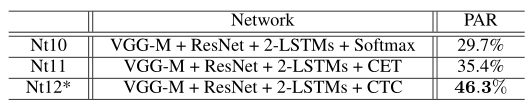 Network PAR
Nt10 VGG-M + ResNet + 2-LSTMs + Softmax 29.7%
Nt11 VGG-M + ResNet + 2-LSTMs + CET 35.4%
Nt12* VGG-M + ResNet + 2-LSTMs + CTC 46.3%